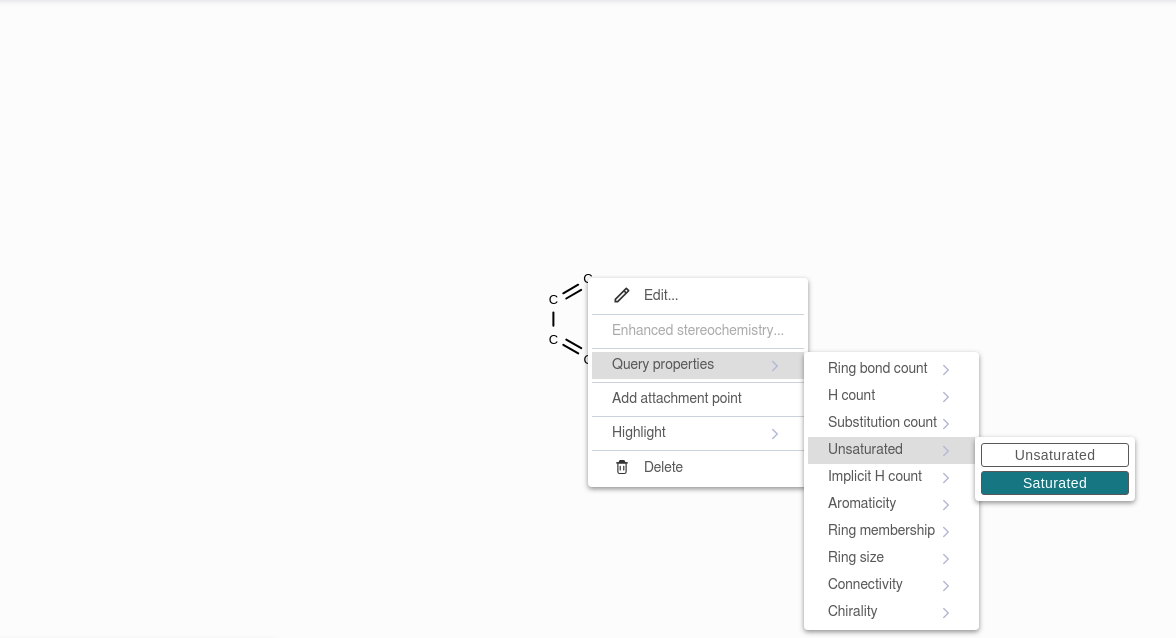 C
C
C
C
Edit...
Enhanced stereochemistry...
Query properties
Add attachment point
Highlight
Delete
Ring bond count
H count
Substitution count
Unsaturated
Implicit H count
Aromaticity
Ring membership
Ring size
Connectivity
Chirality
Unsaturated
Saturated